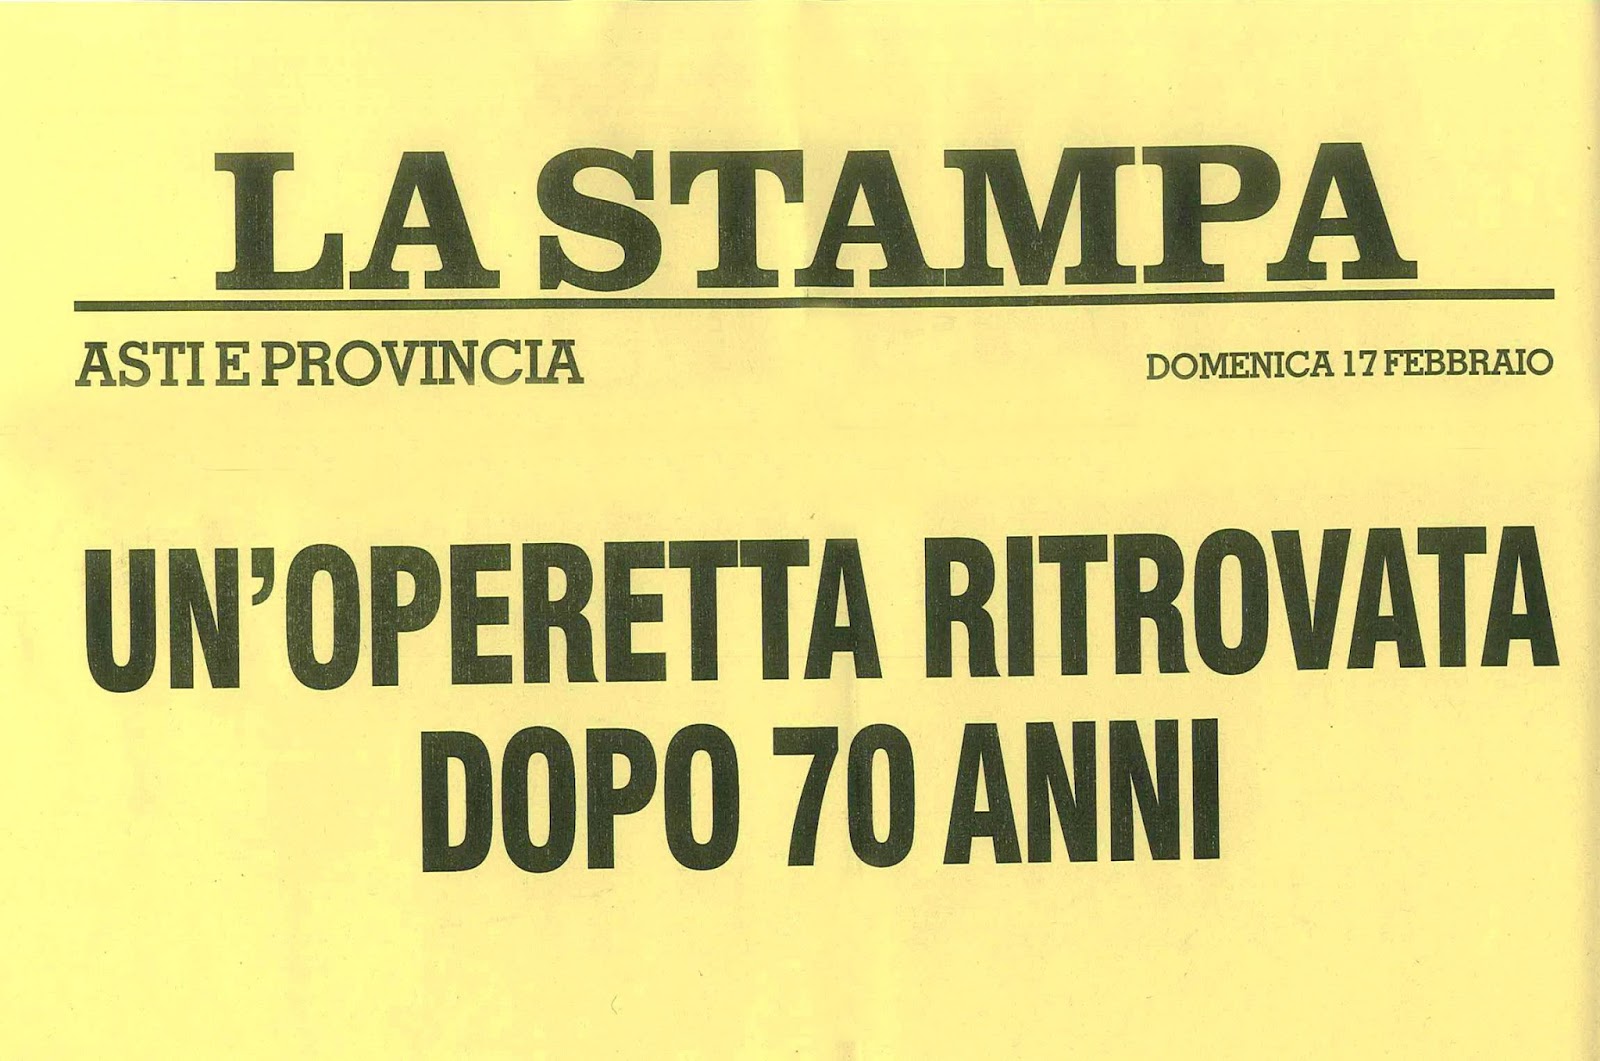 LA STAMPA
ASTI E PROVINCIA
DOMENICA 17 FEBBRAIO
UN'OPERETTA RITROVATA
DOPO 70 ANNI